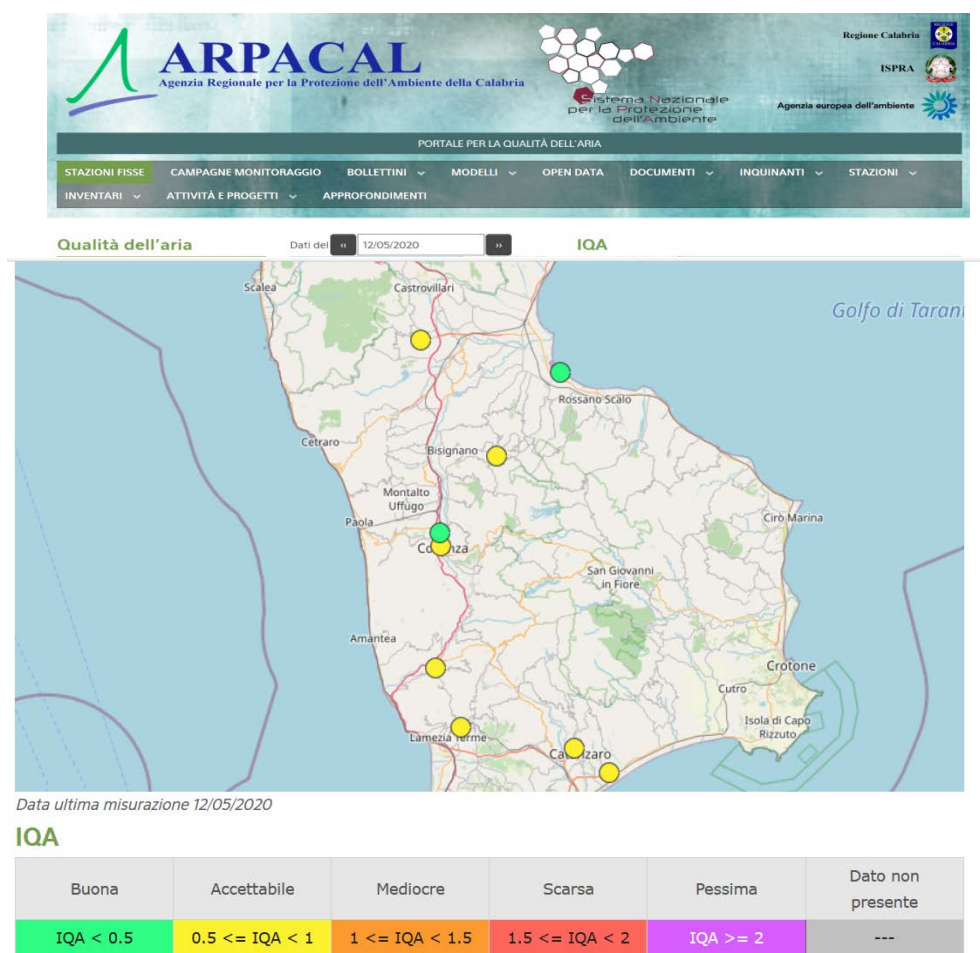 ARPACAL
Agenzia Regionale per la Protezione dell'Ambiente della Calabria
Sistema Nazionale
per la Protezione
dell'Ambiente
Regione Calabria
ISPRA
Agenzia europea dell'ambiente
PORTALE PER LA QUALITÀ DELL'ARIA
STAZIONI FISSE CAMPAGNE MONITORAGGIO BOLLETTINI MODELLI OPEN DATA DOCUMENTI INQUINANTI STAZIONI
INVENTARI ATTIVITÀ E PROGETTI APPROFONDIMENTI
Qualità dell'aria Dati del « 12/05/2020 » IQA
Scalea Castrovillari
Golfo di Taran
Rossano Scalo
Cetraro
Bisignano
Montalto
Uffugo
Paola
Cirò Marina
San Giovanni
in Fiore
Amantea
Crotone
Cutro
Isola di Capo
Rizzuto
Lamezia Terme
Data ultima misurazione 12/05/2020
IQA
Buona Accettabile Mediocre Scarsa Pessima Dato non
presente
IQA < 0.5 0.5 <= IQA < 1 1 <= IQA < 1.5 1.5 <= IQA < 2 IQA >= 2 ---